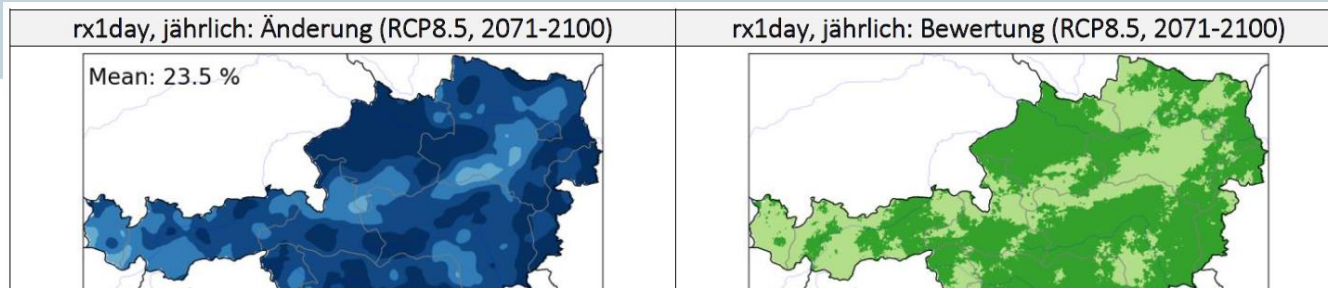 rx1day, jährlich: Änderung (RCP8.5, 2071-2100)
rx1day, jährlich: Bewertung (RCP8.5, 2071-2100)
Mean: 23.5 %